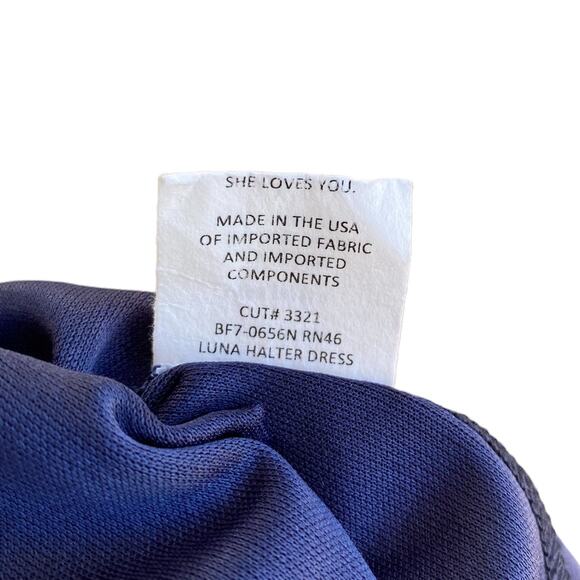 SHE LOVES YOU.
MADE IN THE USA
OF IMPORTED FABRIC
AND IMPORTED
COMPONENTS
CUT# 3321
BF7-0656N RN46
LUNA HALTER DRESS